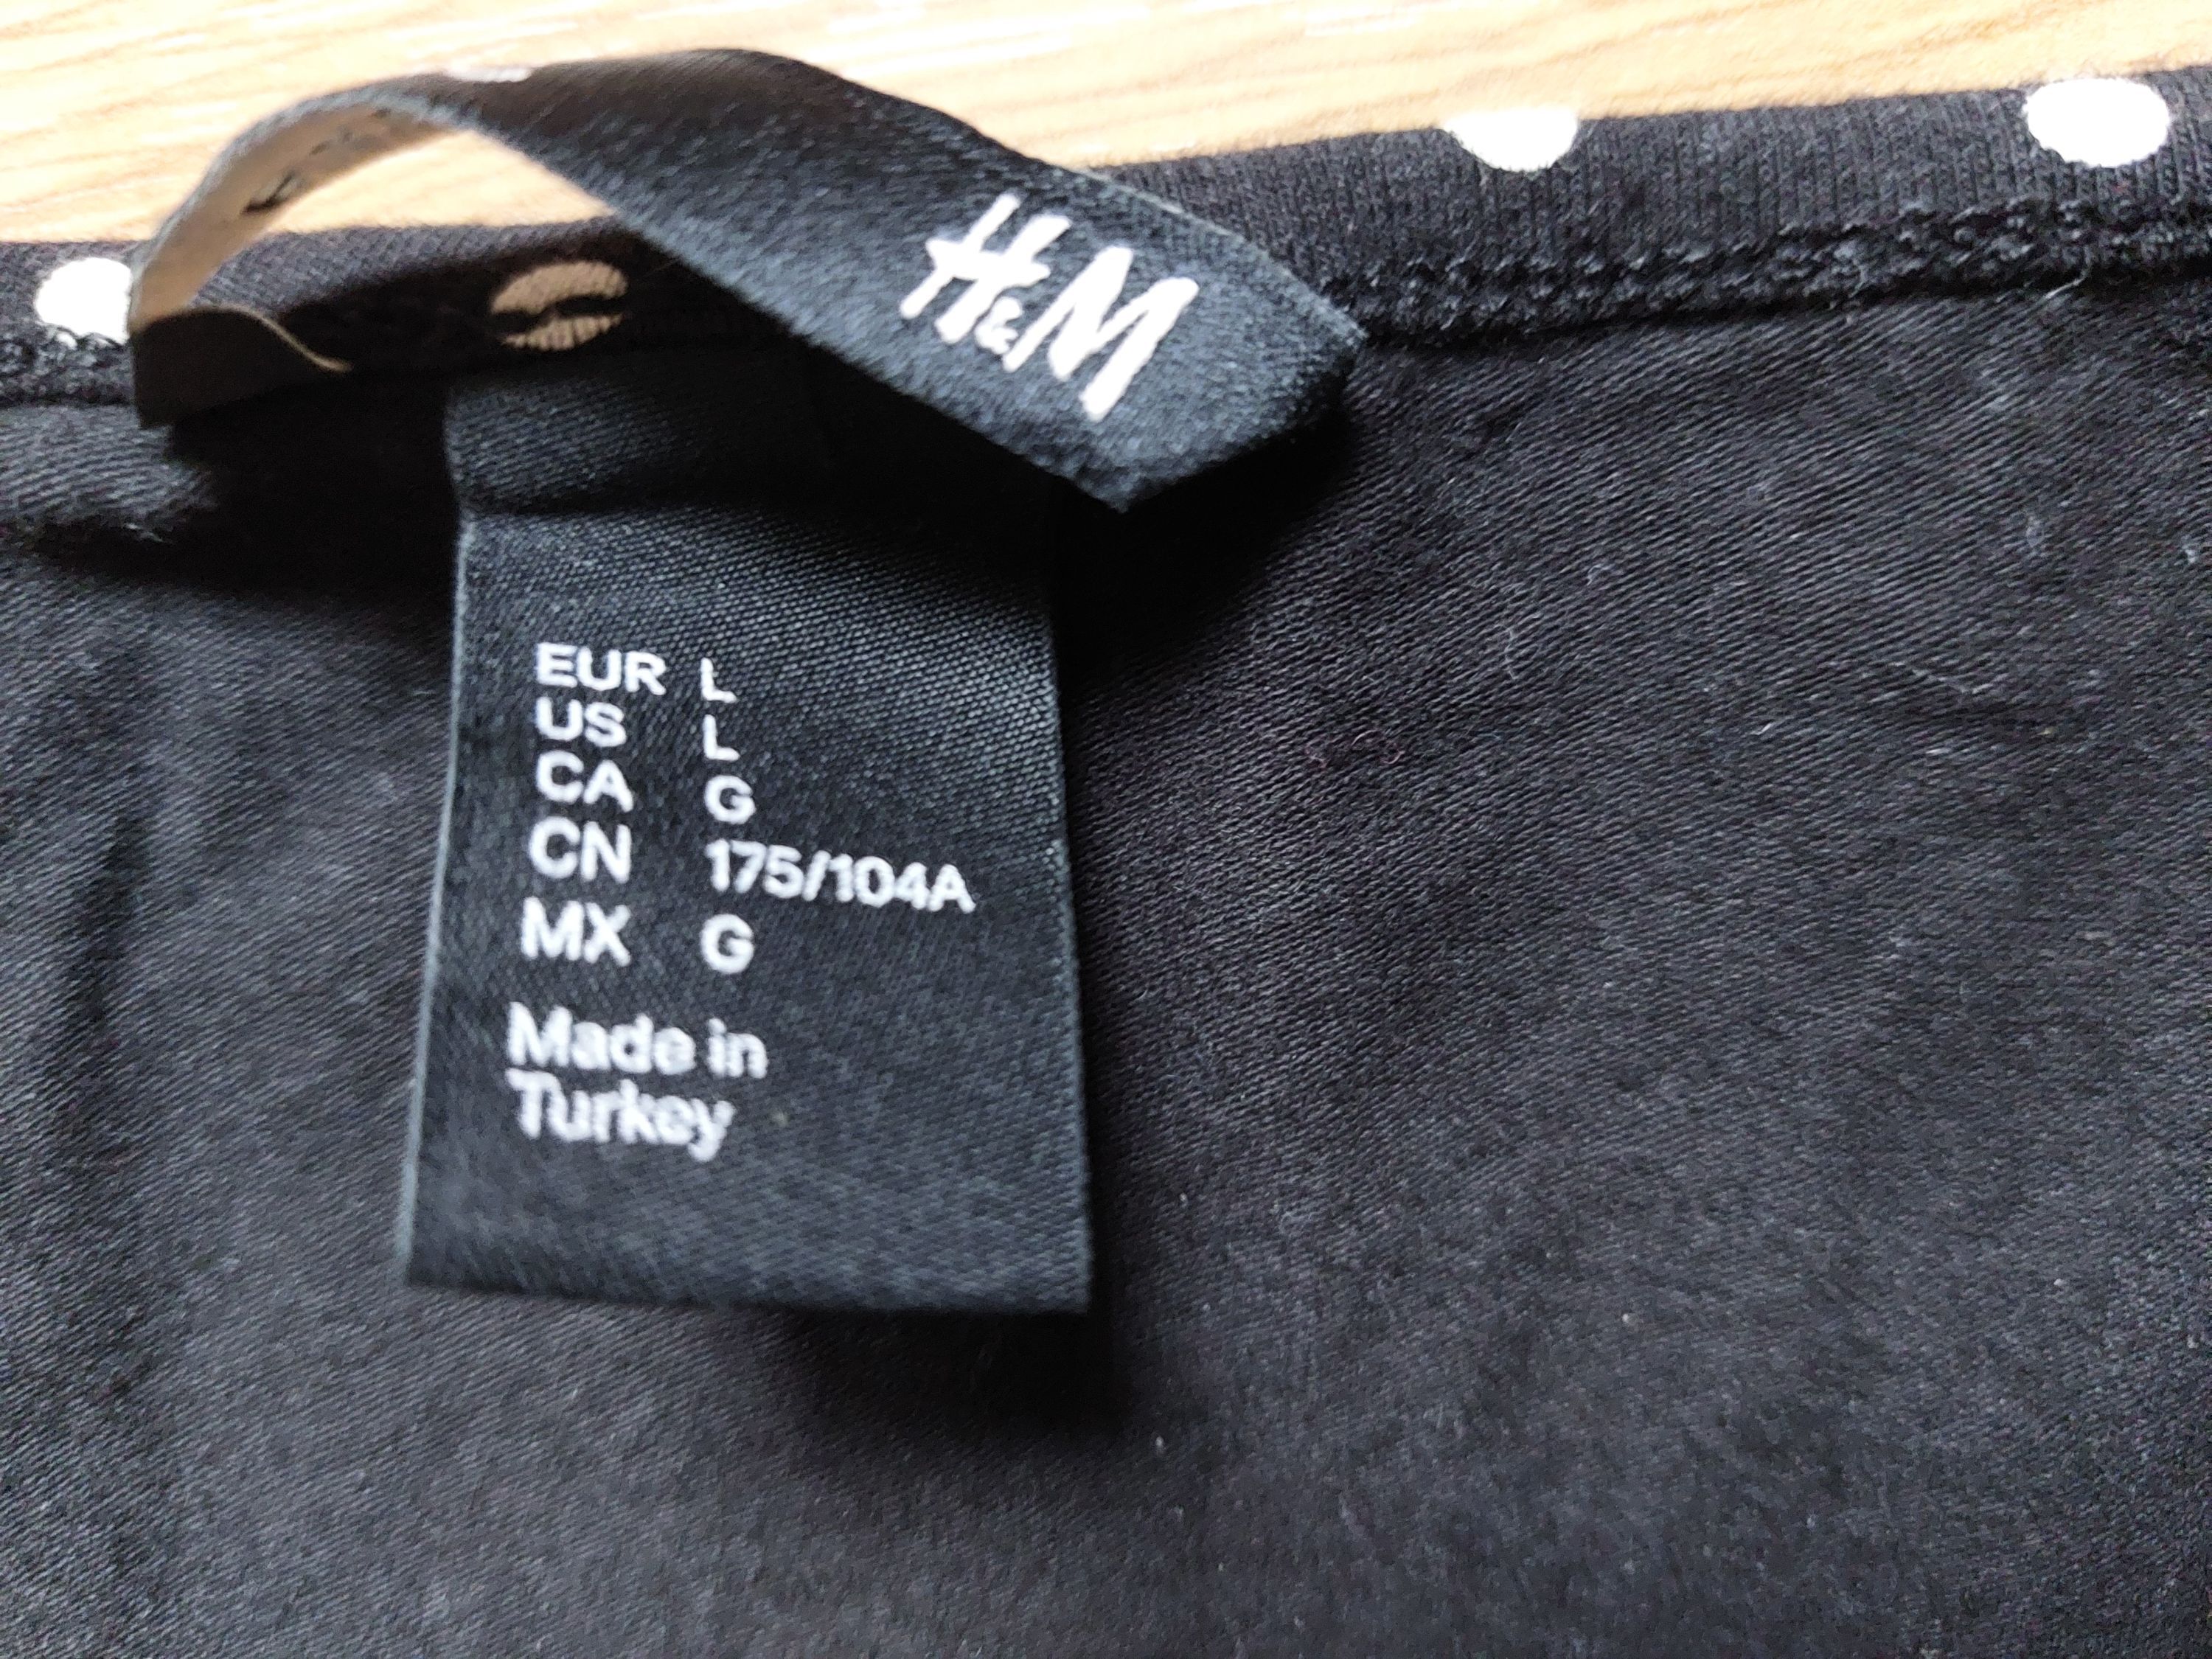 H&M
EUR L
US L
CA G
CN 175/104A
MX G
Made in
Turkey